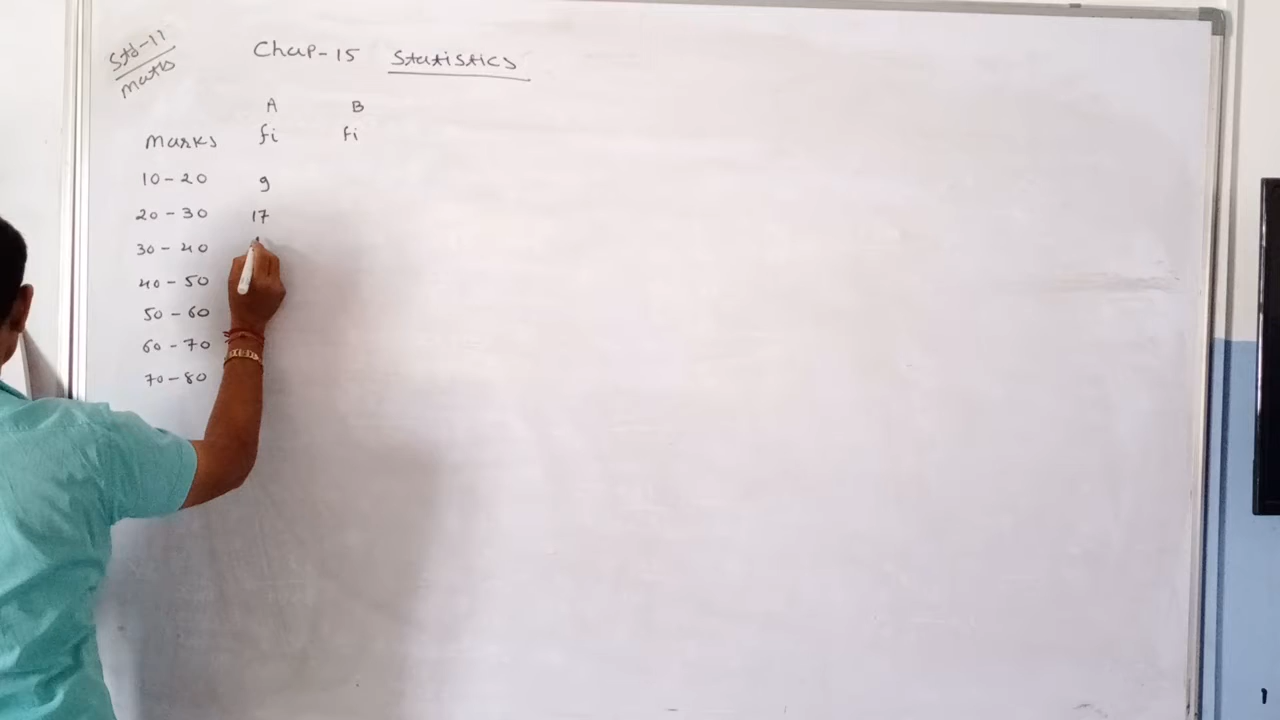 Std-11
maths
Chap-15 Statistics
A B
Marks fi fi
10-20 9
20-30 17
30-40
40-50
50-60
60-70
70-80